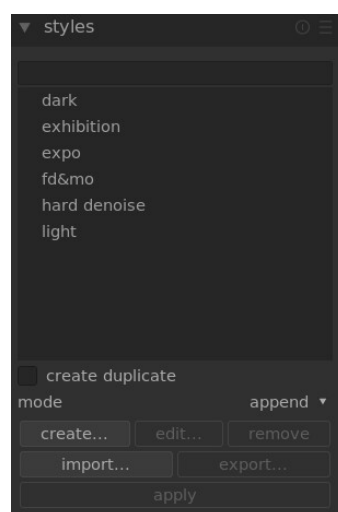 styles
dark
exhibition
expo
fd&mo
hard denoise
light
create duplicate
mode append
create... edit... remove
import... export...
apply